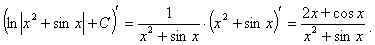 (ln|x² + sin x| + C)′ = 1/(x² + sin x) · (x² + sin x)′ = (2x + cos x)/(x² + sin x).